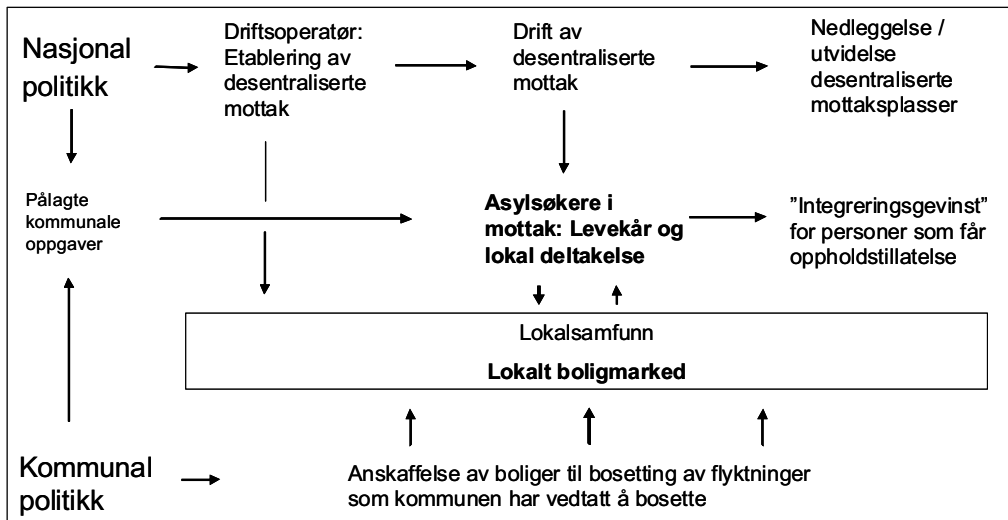 Nasjonal
politikk
Driftsoperatør:
Etablering av
desentraliserte
mottak
Drift av
desentraliserte
mottak
Nedleggelse /
utvidelse
desentraliserte
mottaksplasser
Pålagte
kommunale
oppgaver
Asylsøkere i
mottak: Levekår og
lokal deltakelse
”Integreringsgevinst”
for personer som får
oppholdstillatelse
Lokalsamfunn
Lokalt boligmarked
Kommunal
politikk
Anskaffelse av boliger til bosetting av flyktninger
som kommunen har vedtatt å bosette